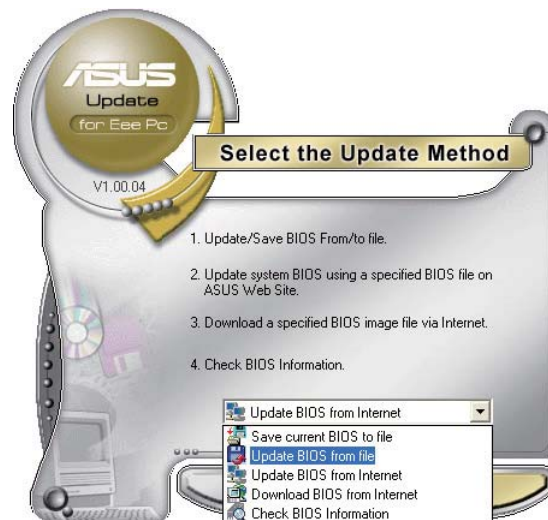 ASUS
Update
for Eee Pc
V1.00.04
Select the Update Method
1. Update/Save BIOS From/to file.
2. Update system BIOS using a specified BIOS file on
ASUS Web Site.
3. Download a specified BIOS image file via Internet.
4. Check BIOS Information.
Update BIOS from Internet
Save current BIOS to file
Update BIOS from file
Update BIOS from Internet
Download BIOS from Internet
Check BIOS Information